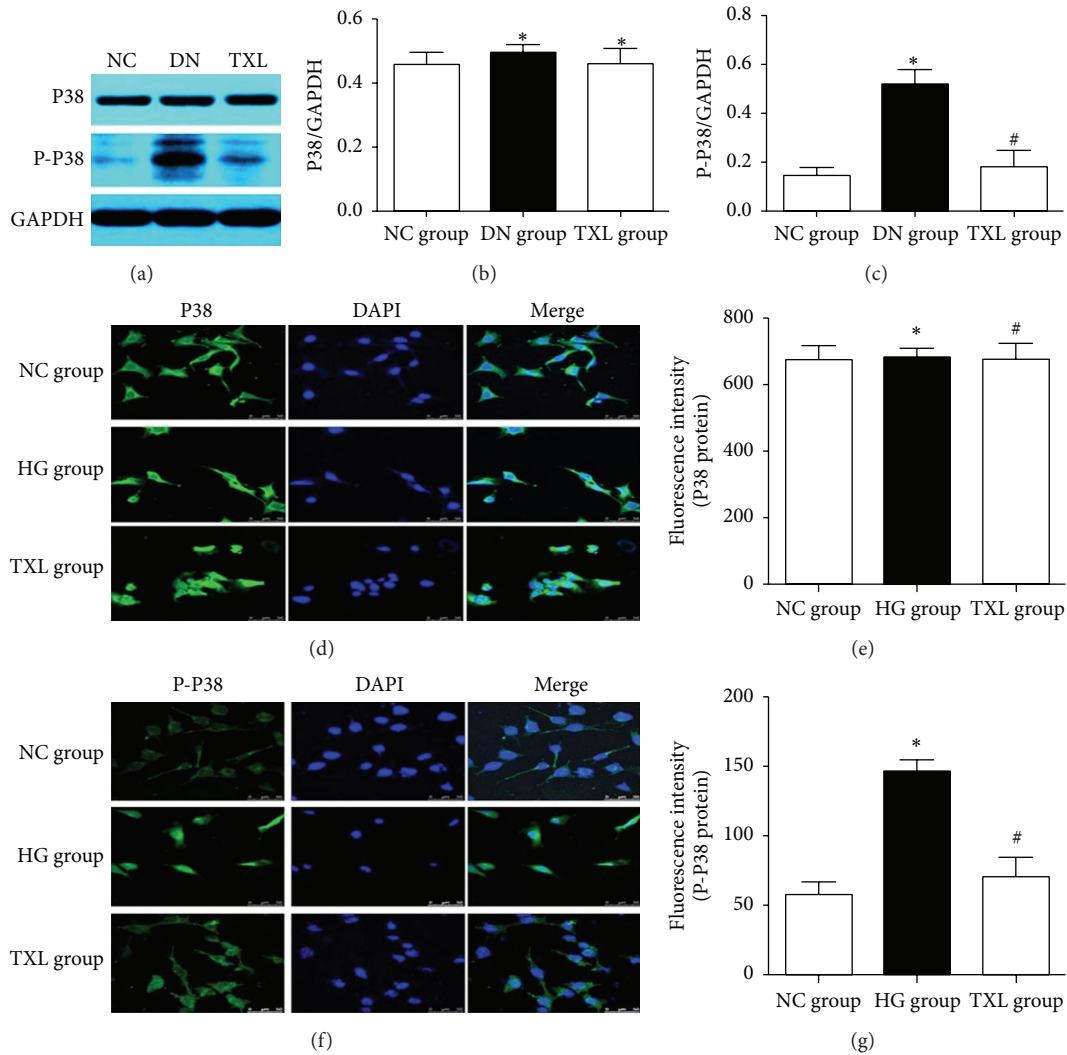 NC DN TXL
P38
P-P38
GAPDH
(a)
0.6
0.4
0.2
0.0
P38/GAPDH
*
*
NC group DN group TXL group
(b)
0.8
0.6
0.4
0.2
0.0
P-P38/GAPDH
*
#
NC group DN group TXL group
(c)
P38 DAPI Merge
NC group
HG group
TXL group
(d)
800
600
400
200
0
Fluorescence intensity
(P38 protein)
*
#
NC group HG group TXL group
(e)
P-P38 DAPI Merge
NC group
HG group
TXL group
(f)
200
150
100
50
0
Fluorescence intensity
(P-P38 protein)
*
#
NC group HG group TXL group
(g)